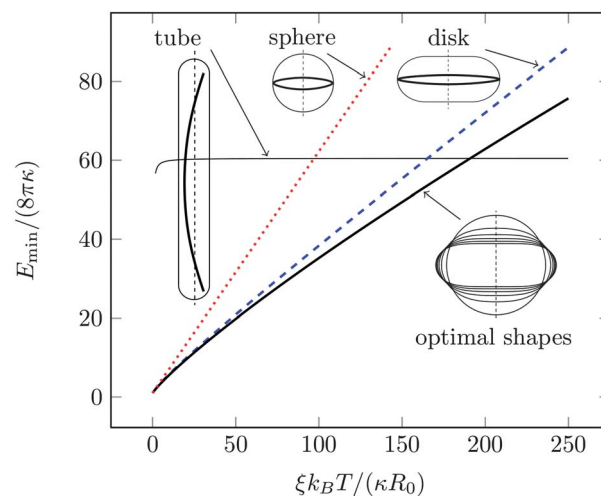 tube
sphere
disk
80
60
40
20
0
E_min/(8πκ)
optimal shapes
0
50
100
150
200
250
ξk_BT/(κR_0)